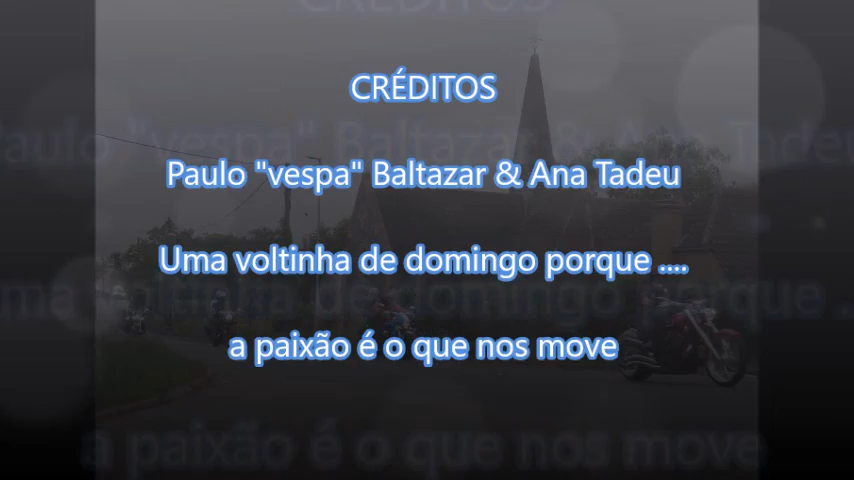 CRÉDITOS
Paulo "vespa" Baltazar & Ana Tadeu
Uma voltinha de domingo porque ....
a paixão é o que nos move